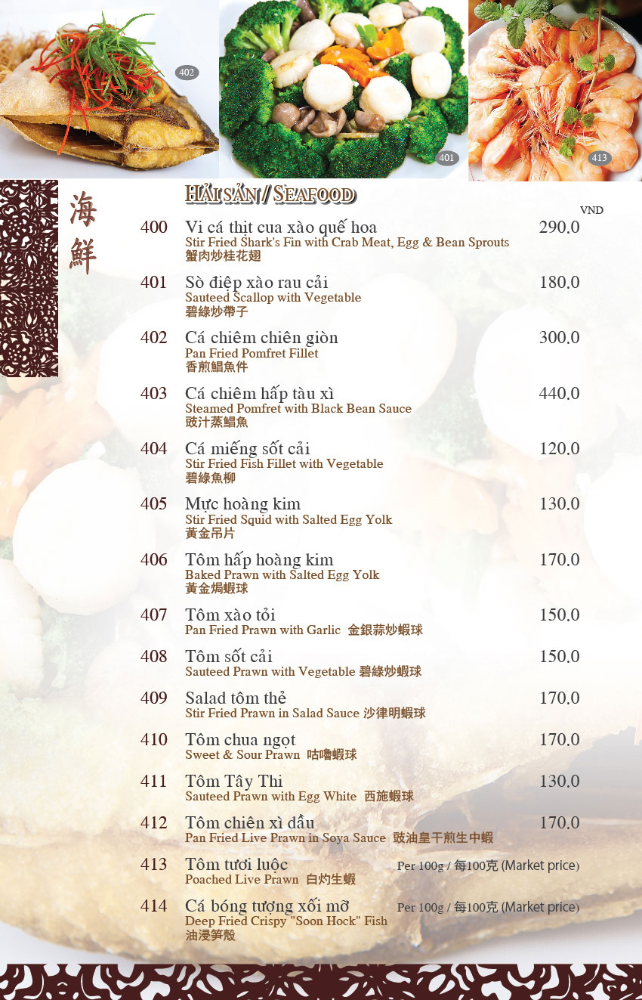 402
401
413
海鮮
HẢI SẢN / SEAFOOD
VND
400 Vi cá thịt cua xào quế hoa 290.0
Stir Fried Shark's Fin with Crab Meat, Egg & Bean Sprouts
蟹肉炒桂花翅
401 Sò điệp xào rau cải 180.0
Sauteed Scallop with Vegetable
碧綠炒帶子
402 Cá chiêm chiên giòn 300.0
Pan Fried Pomfret Fillet
香煎鯧魚件
403 Cá chiêm hấp tàu xì 440.0
Steamed Pomfret with Black Bean Sauce
豉汁蒸鯧魚
404 Cá miếng sốt cải 120.0
Stir Fried Fish Fillet with Vegetable
碧綠魚柳
405 Mực hoàng kim 130.0
Stir Fried Squid with Salted Egg Yolk
黃金吊片
406 Tôm hấp hoàng kim 170.0
Baked Prawn with Salted Egg Yolk
黃金焗蝦球
407 Tôm xào tỏi 150.0
Pan Fried Prawn with Garlic 金銀蒜炒蝦球
408 Tôm sốt cải 150.0
Sauteed Prawn with Vegetable 碧綠炒蝦球
409 Salad tôm thẻ 170.0
Stir Fried Prawn in Salad Sauce 沙律明蝦球
410 Tôm chua ngọt 170.0
Sweet & Sour Prawn 咕嚕蝦球
411 Tôm Tây Thi 130.0
Sauteed Prawn with Egg White 西施蝦球
412 Tôm chiên xì dầu 170.0
Pan Fried Live Prawn in Soya Sauce 豉油皇干煎生中蝦
413 Tôm tươi luộc Per 100g / 每100克 (Market price)
Poached Live Prawn 白灼生蝦
414 Cá bóng tượng xối mỡ Per 100g / 每100克 (Market price)
Deep Fried Crispy "Soon Hock" Fish
油浸笋殻